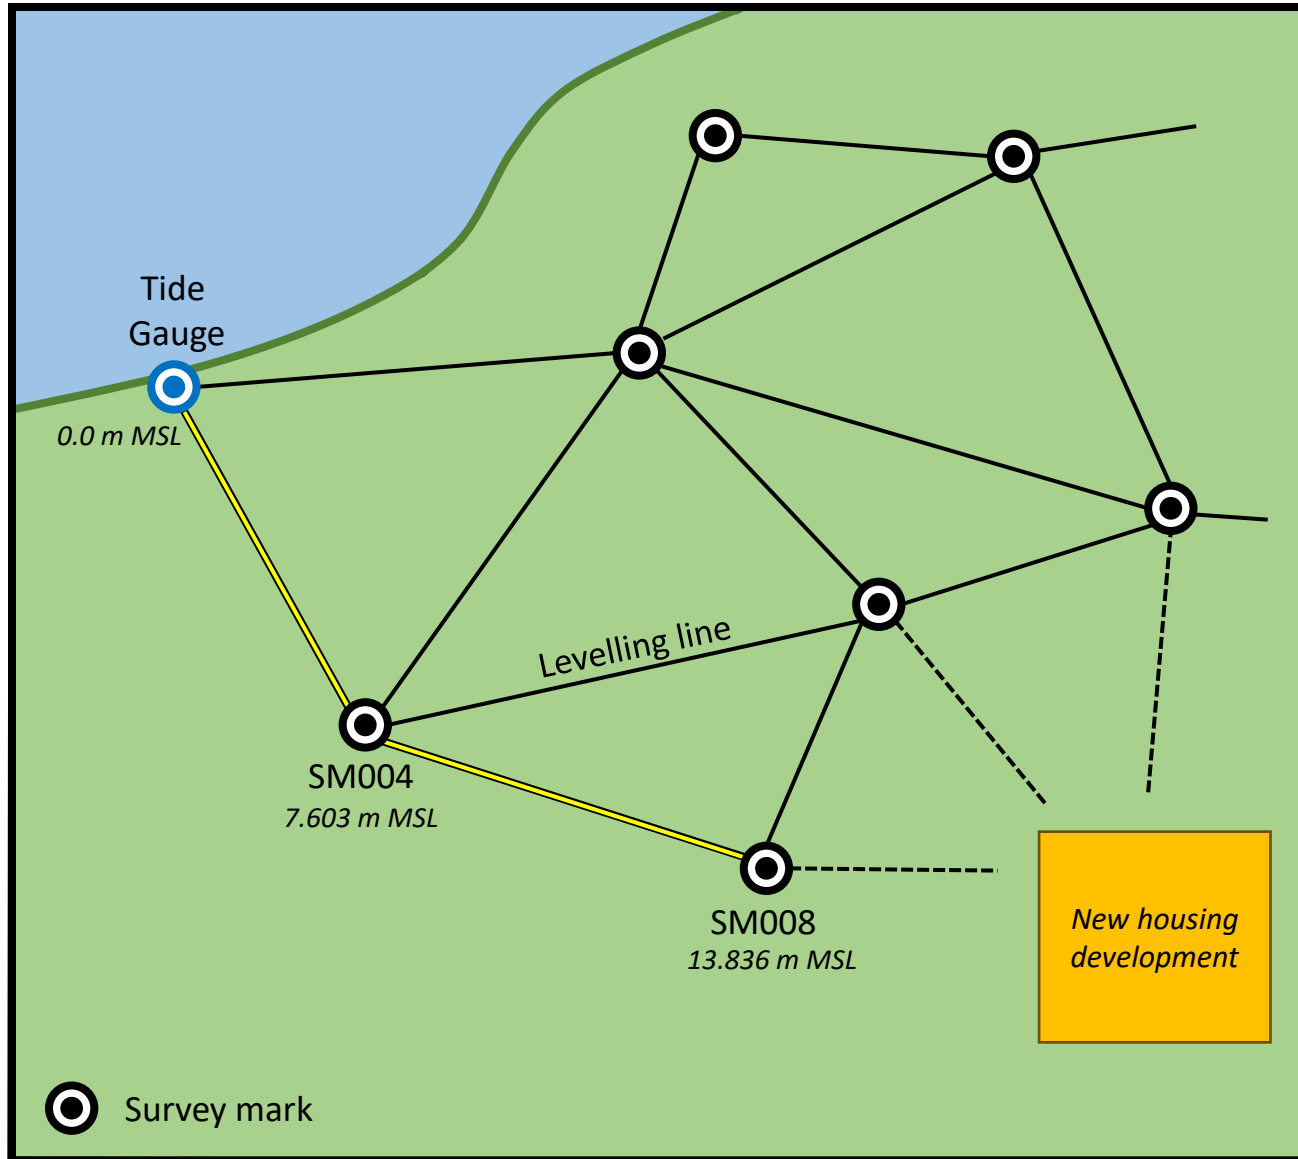 Tide
Gauge
0.0 m MSL
Levelling line
SM004
7.603 m MSL
SM008
13.836 m MSL
New housing
development
Survey mark